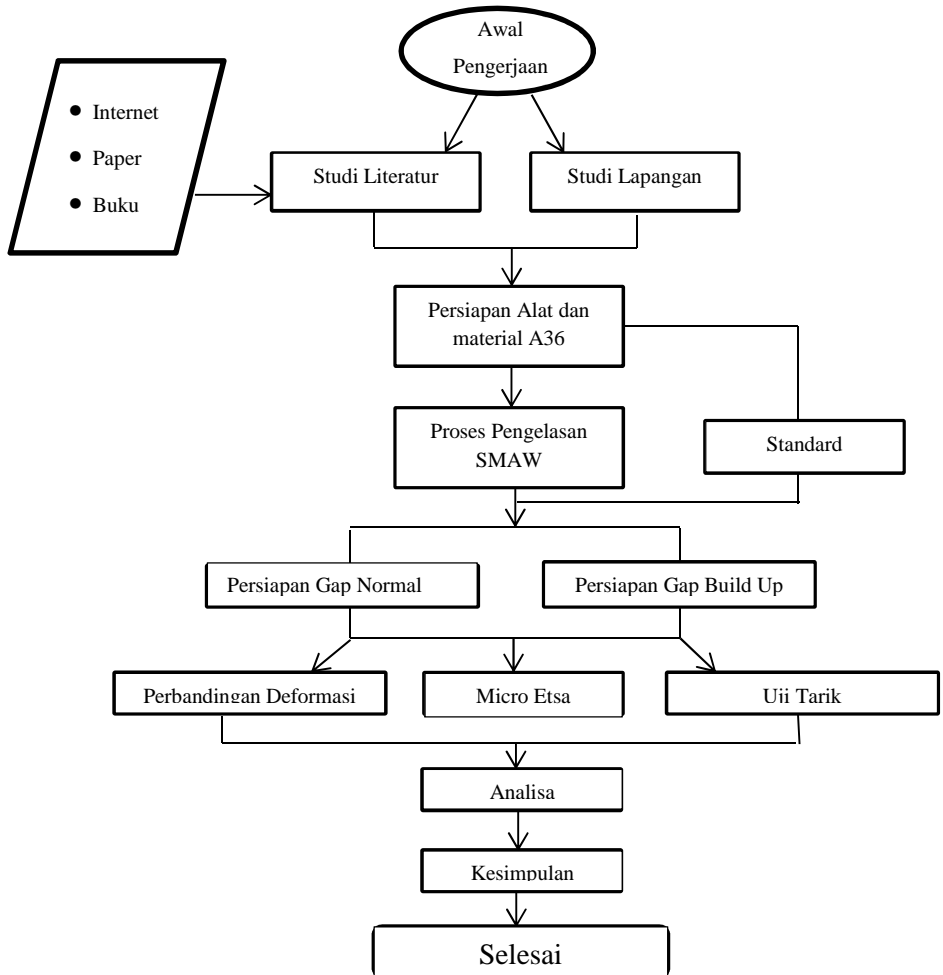 Awal
Pengerjaan
• Internet
• Paper
• Buku
Studi Literatur
Studi Lapangan
Persiapan Alat dan
material A36
Proses Pengelasan
SMAW
Standard
Persiapan Gap Normal
Persiapan Gap Build Up
Perbandingan Deformasi
Micro Etsa
Uji Tarik
Analisa
Kesimpulan
Selesai